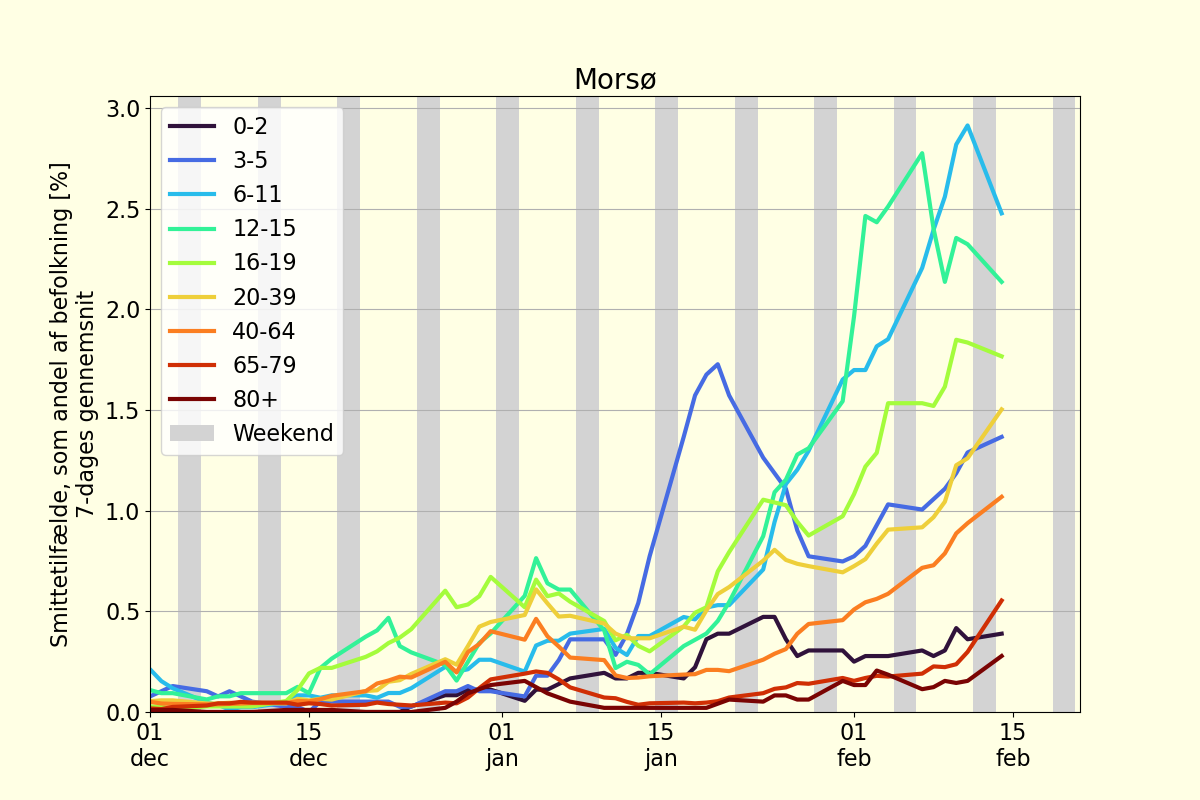 Morsø
Smittetilfælde, som andel af befolkning [%]
7-dages gennemsnit
3.0
2.5
2.0
1.5
1.0
0.5
0.0
0-2
3-5
6-11
12-15
16-19
20-39
40-64
65-79
80+
Weekend
01 15 01 15 01 15
dec dec jan jan feb feb